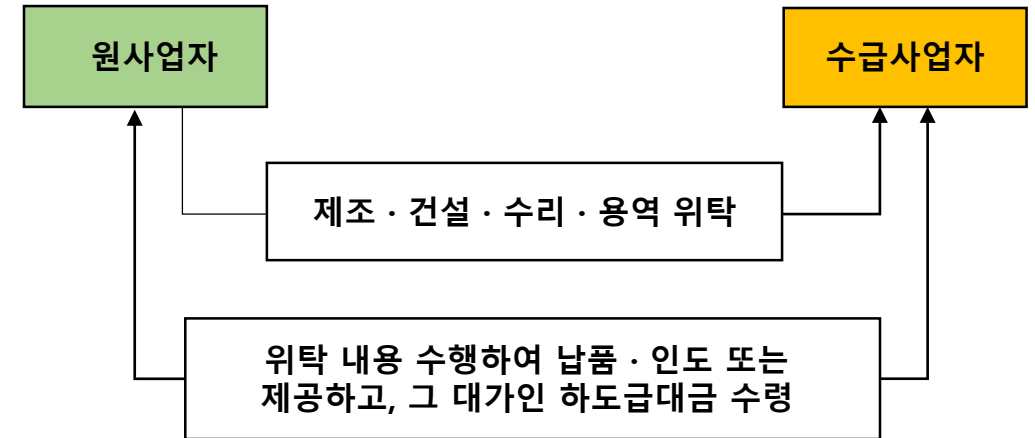 원사업자
수급사업자
제조 · 건설 · 수리 · 용역 위탁
위탁 내용 수행하여 납품 · 인도 또는
제공하고, 그 대가인 하도급대금 수령